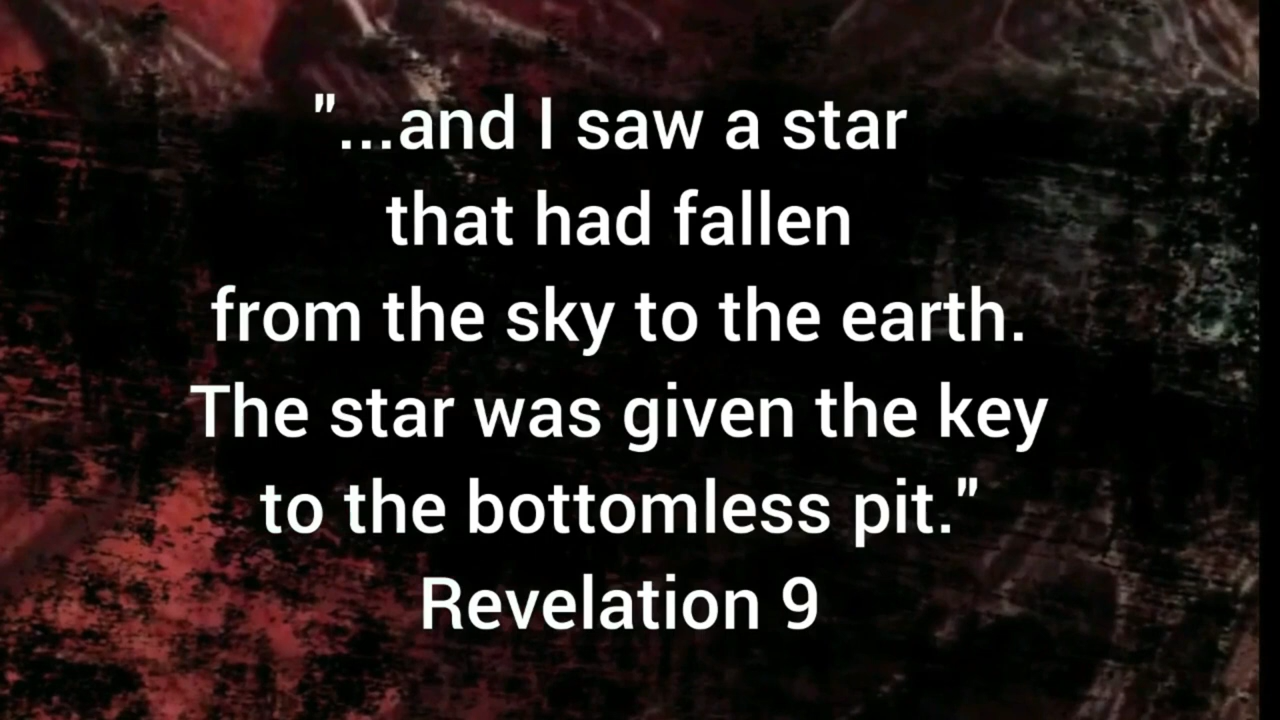 "...and I saw a star
that had fallen
from the sky to the earth.
The star was given the key
to the bottomless pit."
Revelation 9